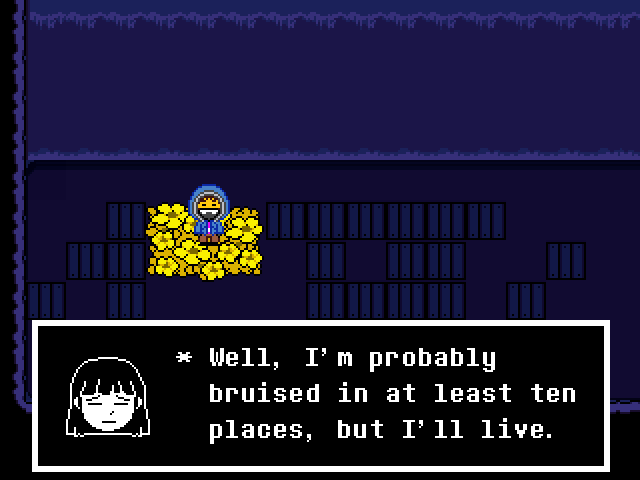 * Well, I'm probably
bruised in at least ten
places, but I'll live.